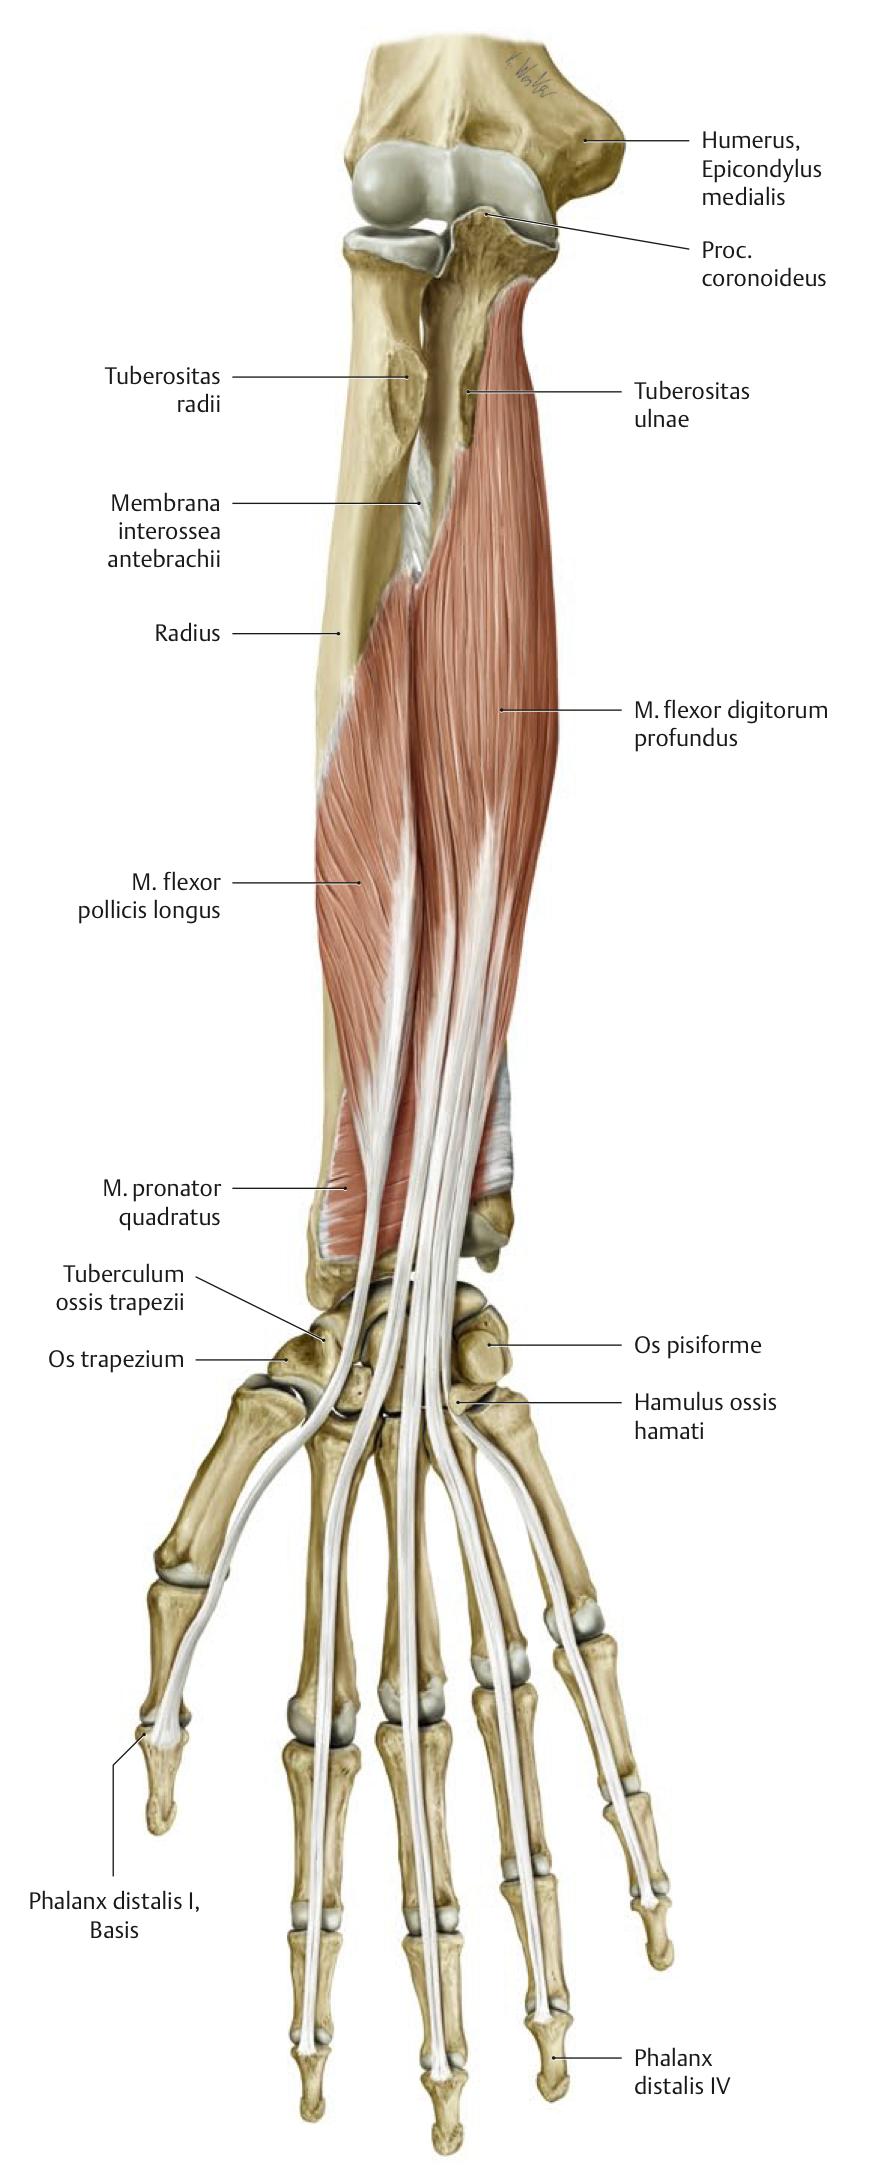 Humerus,
Epicondylus
medialis
Proc.
coronoideus
Tuberositas
radii
Tuberositas
ulnae
Membrana
interossea
antebrachii
Radius
M. flexor digitorum
profundus
M. flexor
pollicis longus
M. pronator
quadratus
Tuberculum
ossis trapezii
Os trapezium
Os pisiforme
Hamulus ossis
hamati
Phalanx distalis I,
Basis
Phalanx
distalis IV